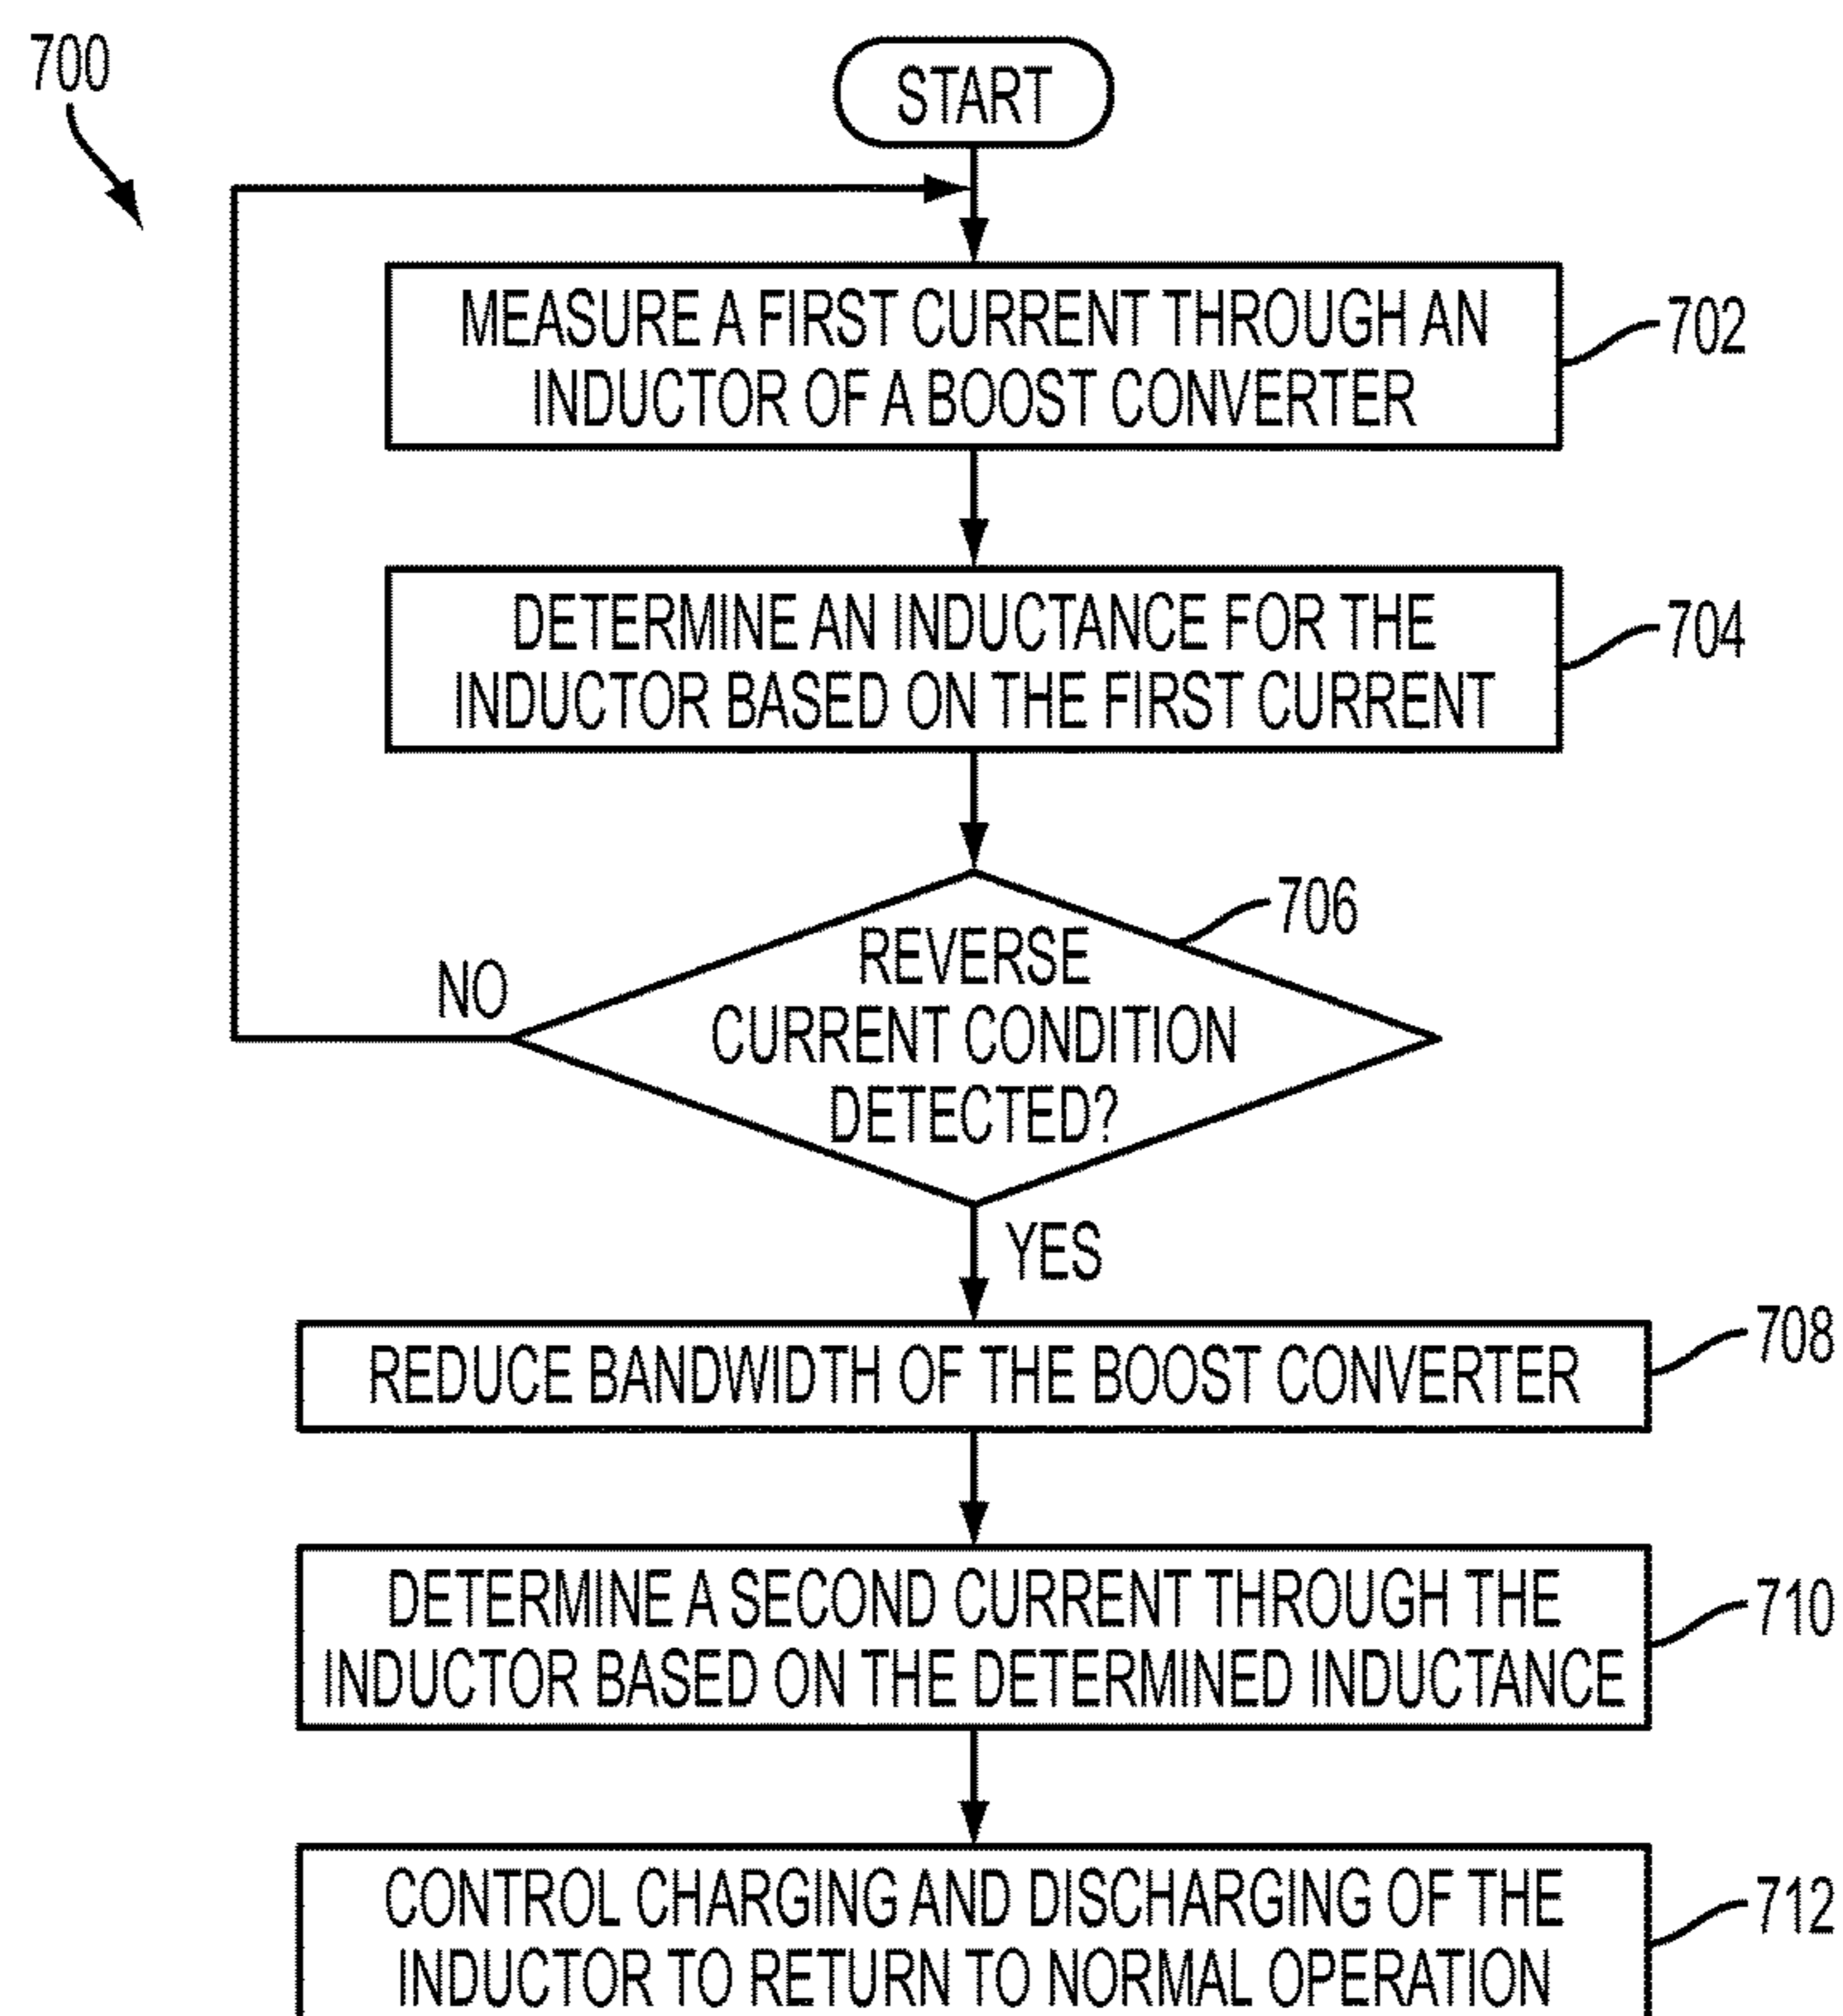 700
START
MEASURE A FIRST CURRENT THROUGH AN
INDUCTOR OF A BOOST CONVERTER
702
DETERMINE AN INDUCTANCE FOR THE
INDUCTOR BASED ON THE FIRST CURRENT
704
706
REVERSE
CURRENT CONDITION
DETECTED?
NO
YES
REDUCE BANDWIDTH OF THE BOOST CONVERTER
708
DETERMINE A SECOND CURRENT THROUGH THE
INDUCTOR BASED ON THE DETERMINED INDUCTANCE
710
CONTROL CHARGING AND DISCHARGING OF THE
INDUCTOR TO RETURN TO NORMAL OPERATION
712